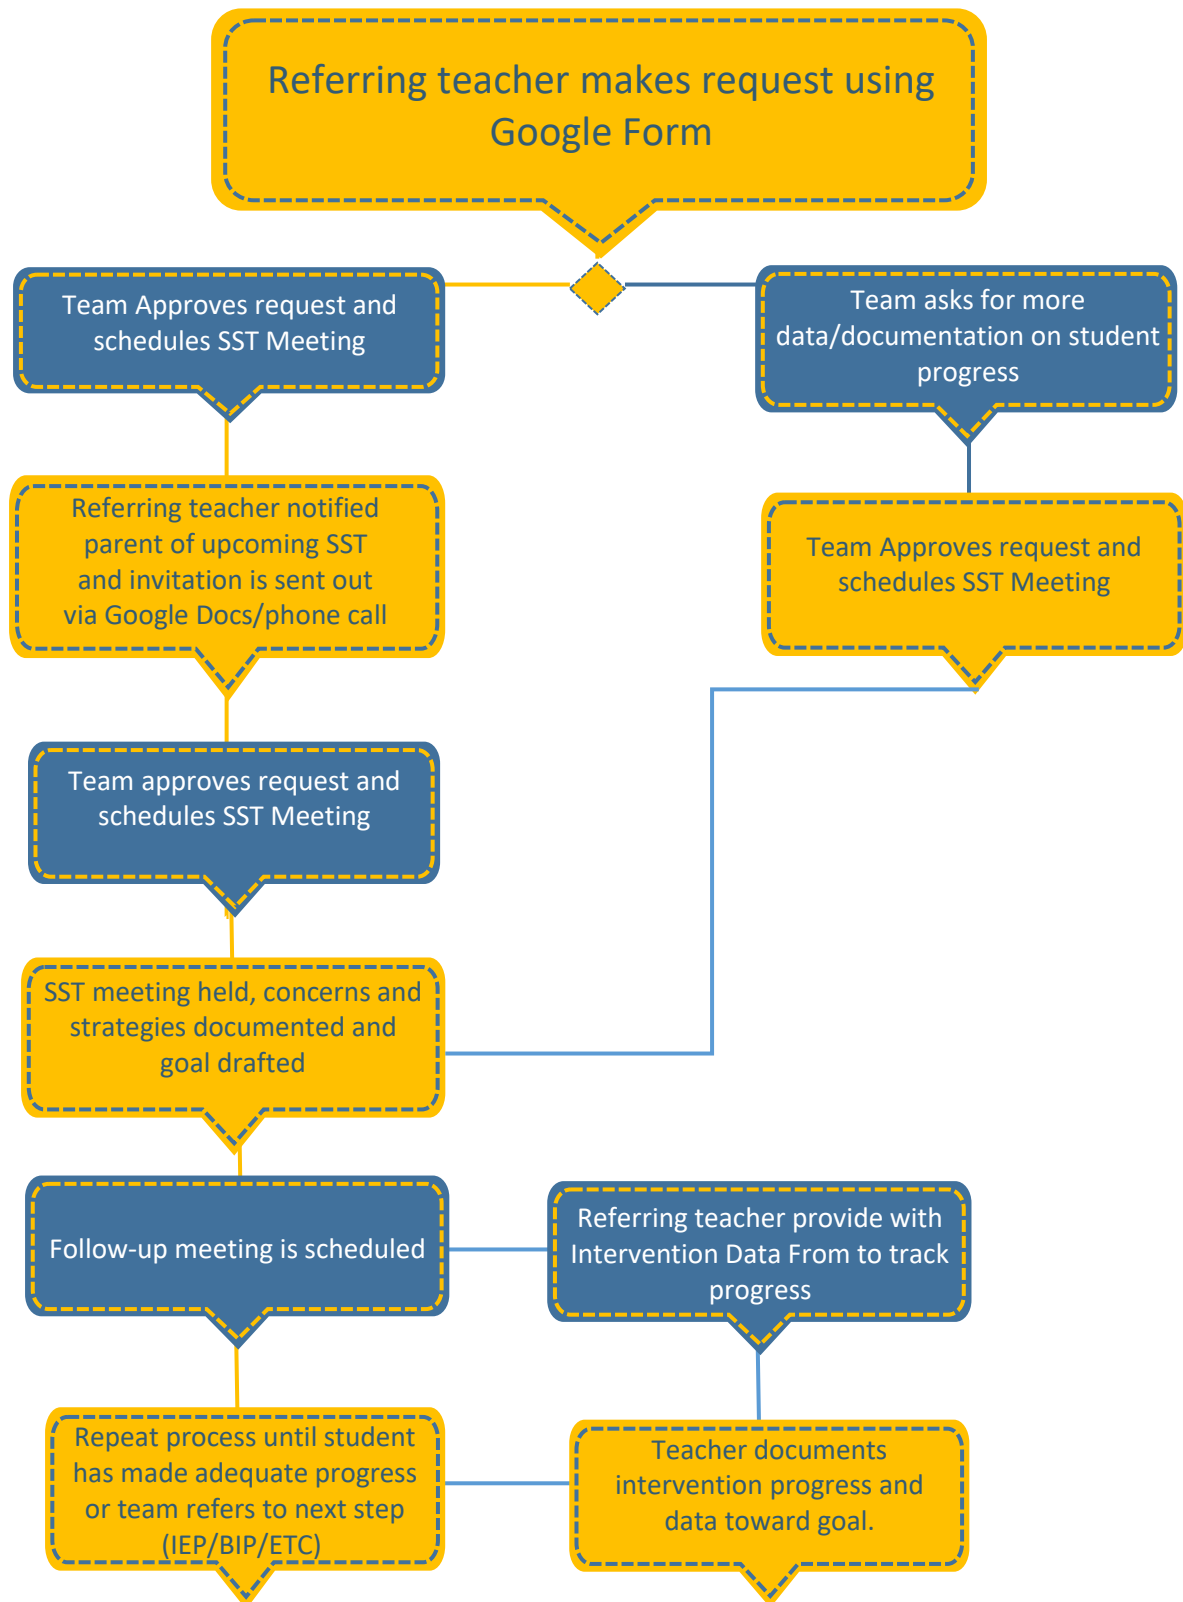 Referring teacher makes request using
Google Form
Team Approves request and
schedules SST Meeting
Team asks for more
data/documentation on student
progress
Referring teacher notified
parent of upcoming SST
and invitation is sent out
via Google Docs/phone call
Team Approves request and
schedules SST Meeting
Team approves request and
schedules SST Meeting
SST meeting held, concerns and
strategies documented and
goal drafted
Follow-up meeting is scheduled
Referring teacher provide with
Intervention Data From to track
progress
Repeat process until student
has made adequate progress
or team refers to next step
(IEP/BIP/ETC)
Teacher documents
intervention progress and
data toward goal.